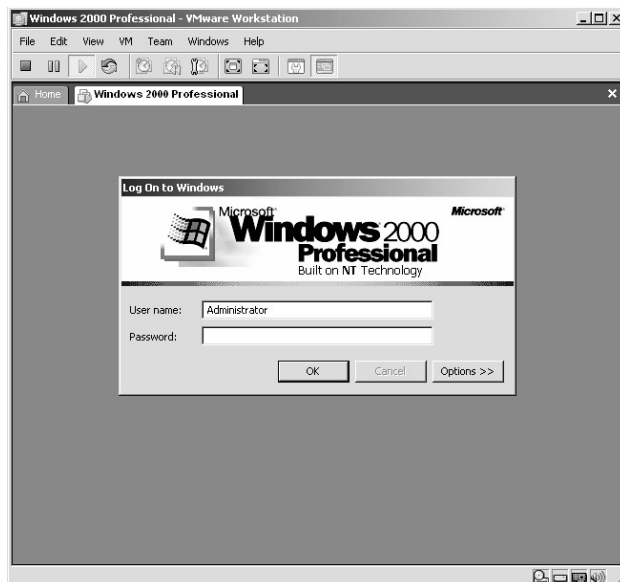 Windows 2000 Professional - VMware Workstation
File Edit View VM Team Windows Help
Home Windows 2000 Professional
Log On to Windows
Microsoft Windows 2000 Microsoft
Professional
Built on NT Technology
User name: Administrator
Password:
OK Cancel Options >>